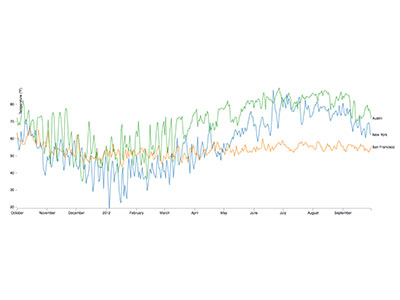 Temperature (ºF)
80
70
60
50
40
30
20
October
November
December
2012
February
March
April
May
June
July
August
September
Austin
New York
San Francisco